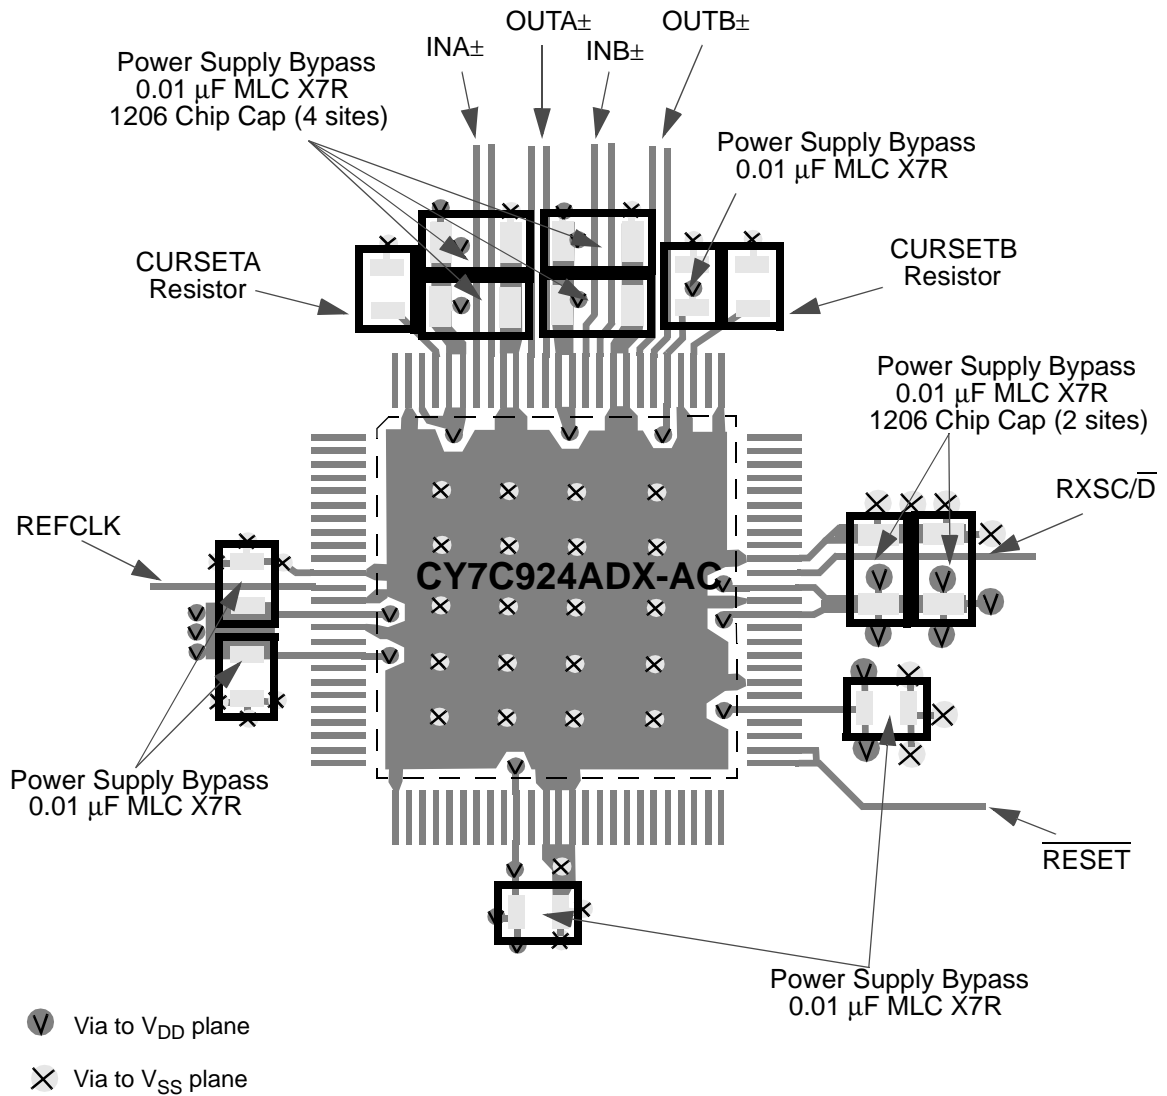 OUTA±
OUTB±
INA±
INB±
Power Supply Bypass
0.01 µF MLC X7R
1206 Chip Cap (4 sites)
Power Supply Bypass
0.01 µF MLC X7R
CURSETA
Resistor
CURSETB
Resistor
Power Supply Bypass
0.01 µF MLC X7R
1206 Chip Cap (2 sites)
RXSC/D̅
REFCLK
CY7C924ADX-AC
Power Supply Bypass
0.01 µF MLC X7R
R̅E̅S̅E̅T̅
Power Supply Bypass
0.01 µF MLC X7R
V Via to VDD plane
X Via to VSS plane